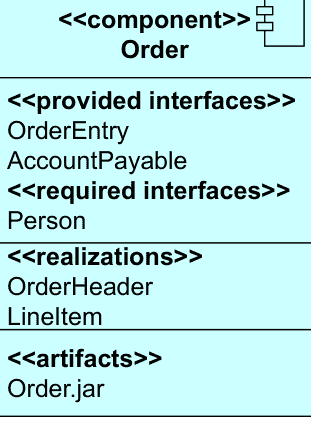 <<component>>
Order
<<provided interfaces>>
OrderEntry
AccountPayable
<<required interfaces>>
Person
<<realizations>>
OrderHeader
LineItem
<<artifacts>>
Order.jar